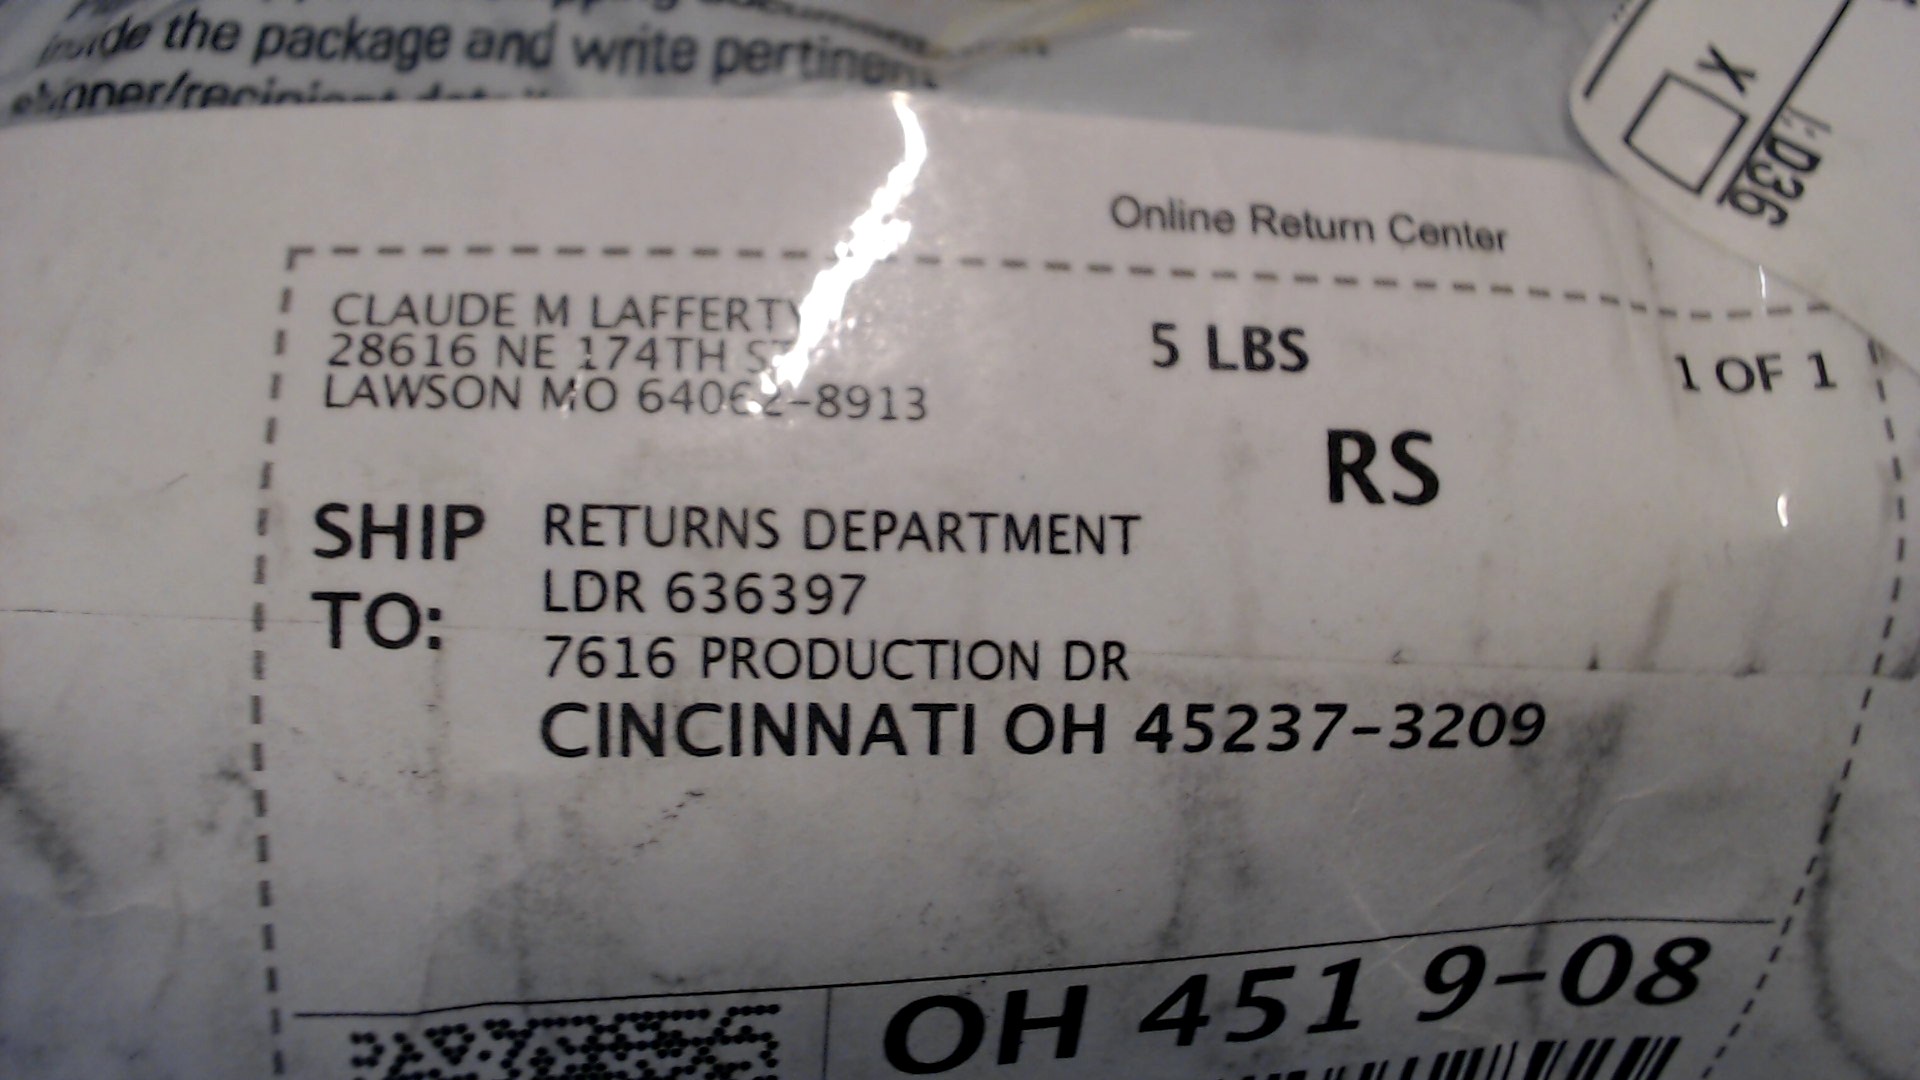 inside the package and write pertinent
shipper/recipient
Online Return Center
CLAUDE M LAFFERTY
28616 NE 174TH ST
LAWSON MO 64062-8913
5 LBS
1 OF 1
RS
SHIP TO:
RETURNS DEPARTMENT
LDR 636397
7616 PRODUCTION DR
CINCINNATI OH 45237-3209
OH 451 9-08
X